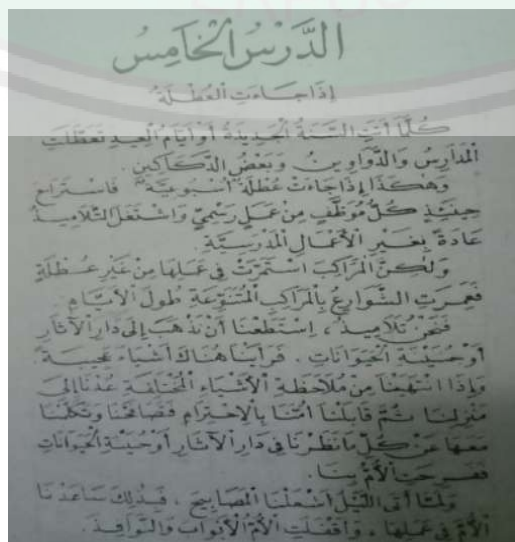 الدَّرْسُ الْخَامِسُ
إِذَا جَاءَتِ الْعُطْلَةُ
كُلَّمَا أَتَتِ السَّنَةُ الْجَدِيدَةُ أَوْ أَيَّامُ الْعِيدِ تَعَطَّلَتِ
الْمَدَارِسُ وَالدَّوَاوِينُ وَبَعْضُ الدَّكَاكِينِ.
وَهٰكَذَا إِذَا جَاءَتْ عُطْلَةٌ أُسْبُوعِيَّةٌ فَاسْتَرَاحَ
حِينَئِذٍ كُلُّ مُوَظَّفٍ مِنْ عَمَلٍ رَسْمِيٍّ وَاشْتَغَلَ التَّلَامِيذُ
عَادَةً بِغَيْرِ الْأَعْمَالِ الْمَدْرَسِيَّةِ.
وَلٰكِنَّ الْمَرَاكِبَ اسْتَمَرَّتْ فِي عَمَلِهَا مِنْ غَيْرِ عُطْلَةٍ
فَعَمِرَتِ الشَّوَارِعُ بِالْمَرَاكِبِ الْمُتَنَوِّعَةِ طُولَ الْأَيَّامِ.
فَنَحْنُ تَلَامِيذُ، اِسْتَطَعْنَا أَنْ نَذْهَبَ إِلَى دَارِ الْآثَارِ
أَوْ حُنَيْنَةِ الْحَيَوَانَاتِ. فَرَأَيْنَا هُنَاكَ أَشْيَاءَ عَجِيبَةً.
وَإِذَا انْتَهَيْنَا مِنْ مُلَاحَظَةِ الْأَشْيَاءِ الْمُخْتَلِفَةِ عُدْنَا إِلَى
مَنْزِلِنَا ثُمَّ قَابَلْنَا أُمَّنَا بِالْاِحْتِرَامِ فَصَافَحْنَا وَتَكَلَّمْنَا
مَعَهَا عَنْ كُلِّ مَا نَظَرْنَا فِي دَارِ الْآثَارِ أَوْ حُنَيْنَةِ الْحَيَوَانَاتِ
فَفَرِحَتِ الْأُمُّ بِنَا.
وَلَمَّا أَتَى اللَّيْلُ أَشْعَلْنَا الْمَصَابِيحَ، فَبِذٰلِكَ سَاعَدْنَا
الْأُمَّ فِي عَمَلِهَا، وَأَقْفَلَتِ الْأُمُّ الْأَبْوَابَ وَالنَّوَافِذَ.